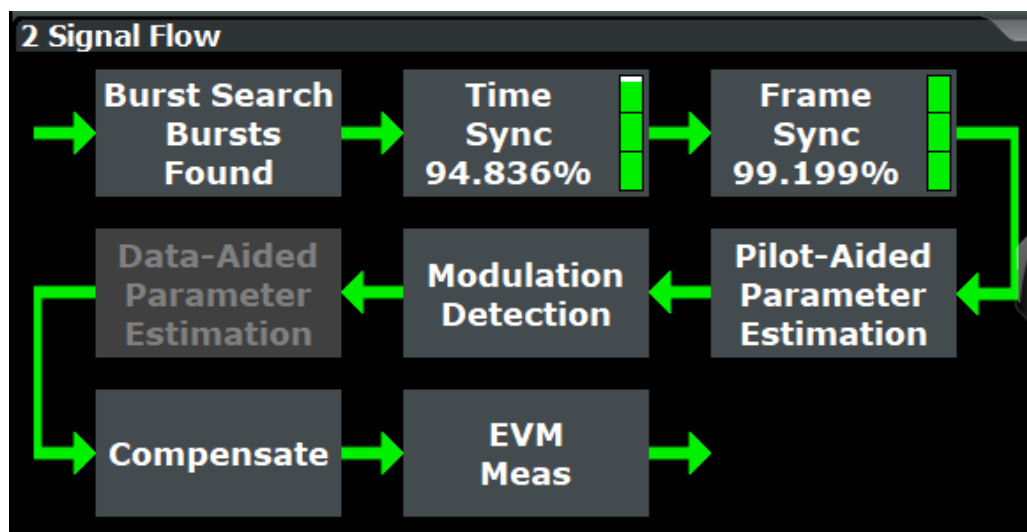 2 Signal Flow
Burst Search
Bursts
Found
Time
Sync
94.836%
Frame
Sync
99.199%
Pilot-Aided
Parameter
Estimation
Modulation
Detection
Data-Aided
Parameter
Estimation
Compensate
EVM
Meas